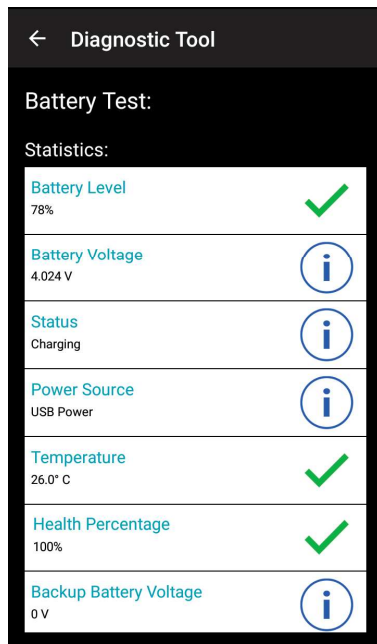 Diagnostic Tool
Battery Test:
Statistics:
Battery Level
78%
Battery Voltage
4.024 V
Status
Charging
Power Source
USB Power
Temperature
26.0° C
Health Percentage
100%
Backup Battery Voltage
0 V